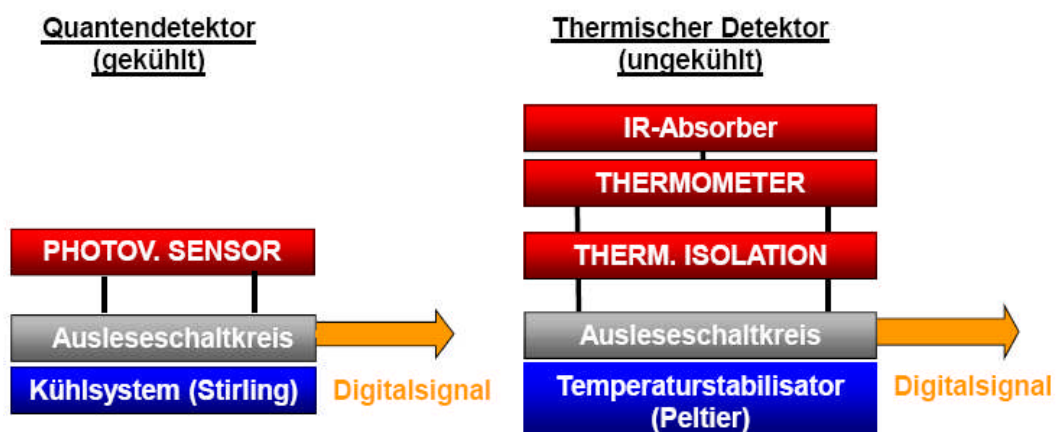 Quantendetektor
(gekühlt)
PHOTOV. SENSOR
Ausleseschaltkreis
Kühlsystem (Stirling)
Digitalsignal
Thermischer Detektor
(ungekühlt)
IR-Absorber
THERMOMETER
THERM. ISOLATION
Ausleseschaltkreis
Temperaturstabilisator
(Peltier)
Digitalsignal